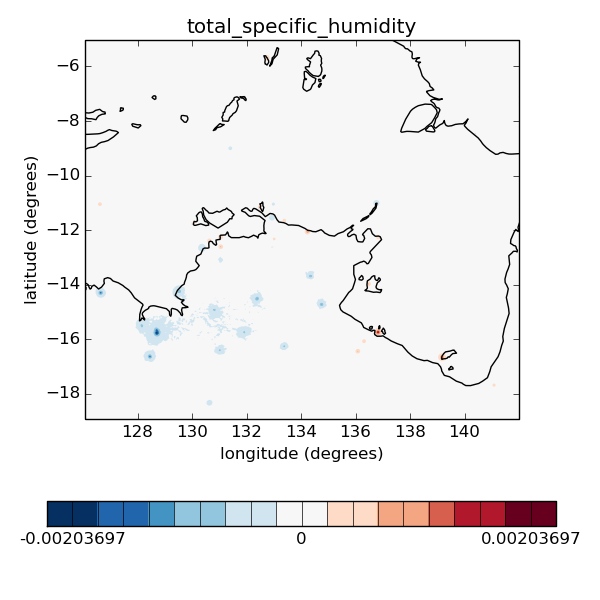 total_specific_humidity
−6
−8
−10
−12
−14
−16
−18
latitude (degrees)
128 130 132 134 136 138 140
longitude (degrees)
-0.00203697 0 0.00203697